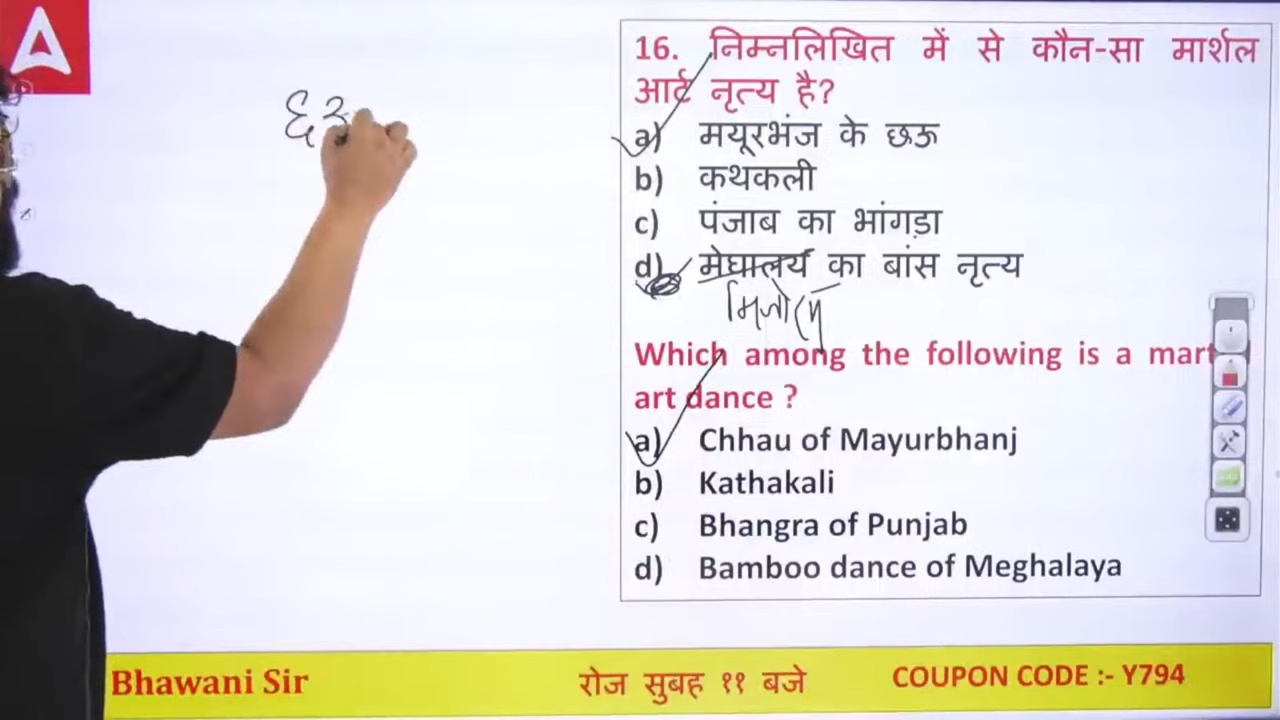 16. निम्नलिखित में से कौन-सा मार्शल
आर्ट नृत्य है?
a) मयूरभंज के छऊ
b) कथकली
c) पंजाब का भांगड़ा
d) मेघालय का बांस नृत्य
Which among the following is a mart
art dance ?
a) Chhau of Mayurbhanj
b) Kathakali
c) Bhangra of Punjab
d) Bamboo dance of Meghalaya
Bhawani Sir
रोज सुबह ११ बजे
COUPON CODE :- Y794